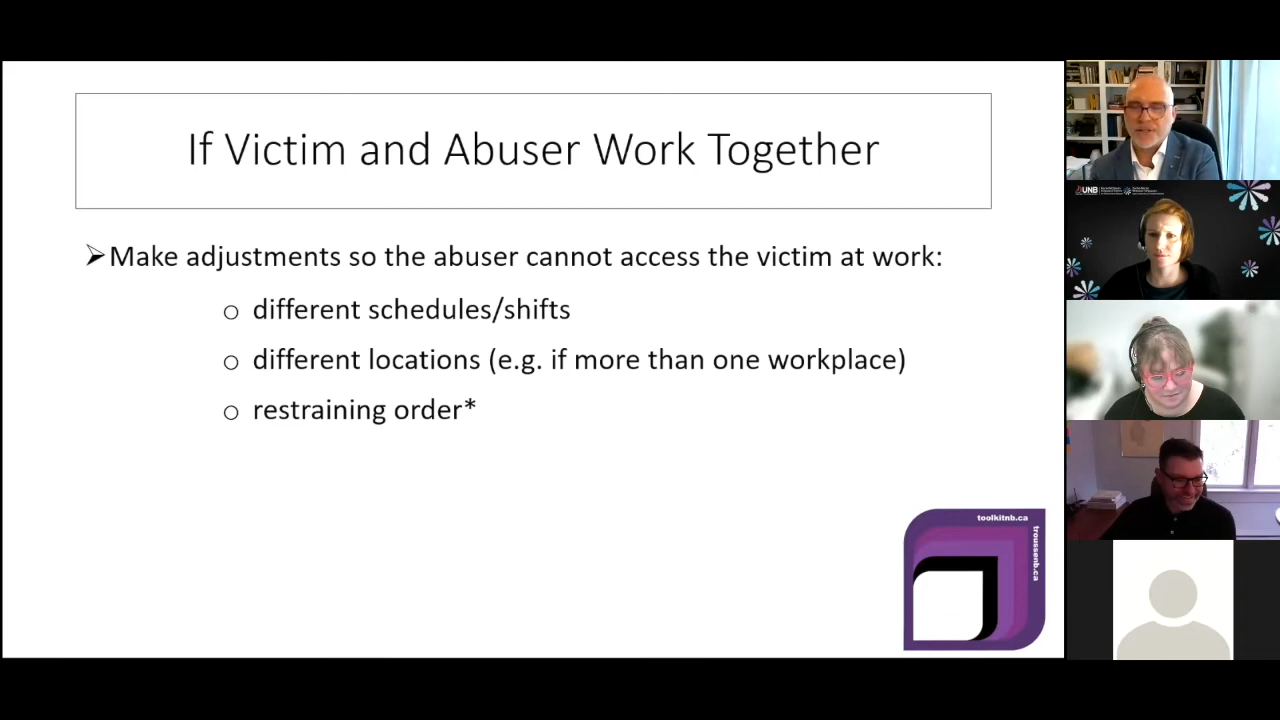 If Victim and Abuser Work Together
➢Make adjustments so the abuser cannot access the victim at work:
o different schedules/shifts
o different locations (e.g. if more than one workplace)
o restraining order*
toolkitnb.ca
troussenb.ca
UNB